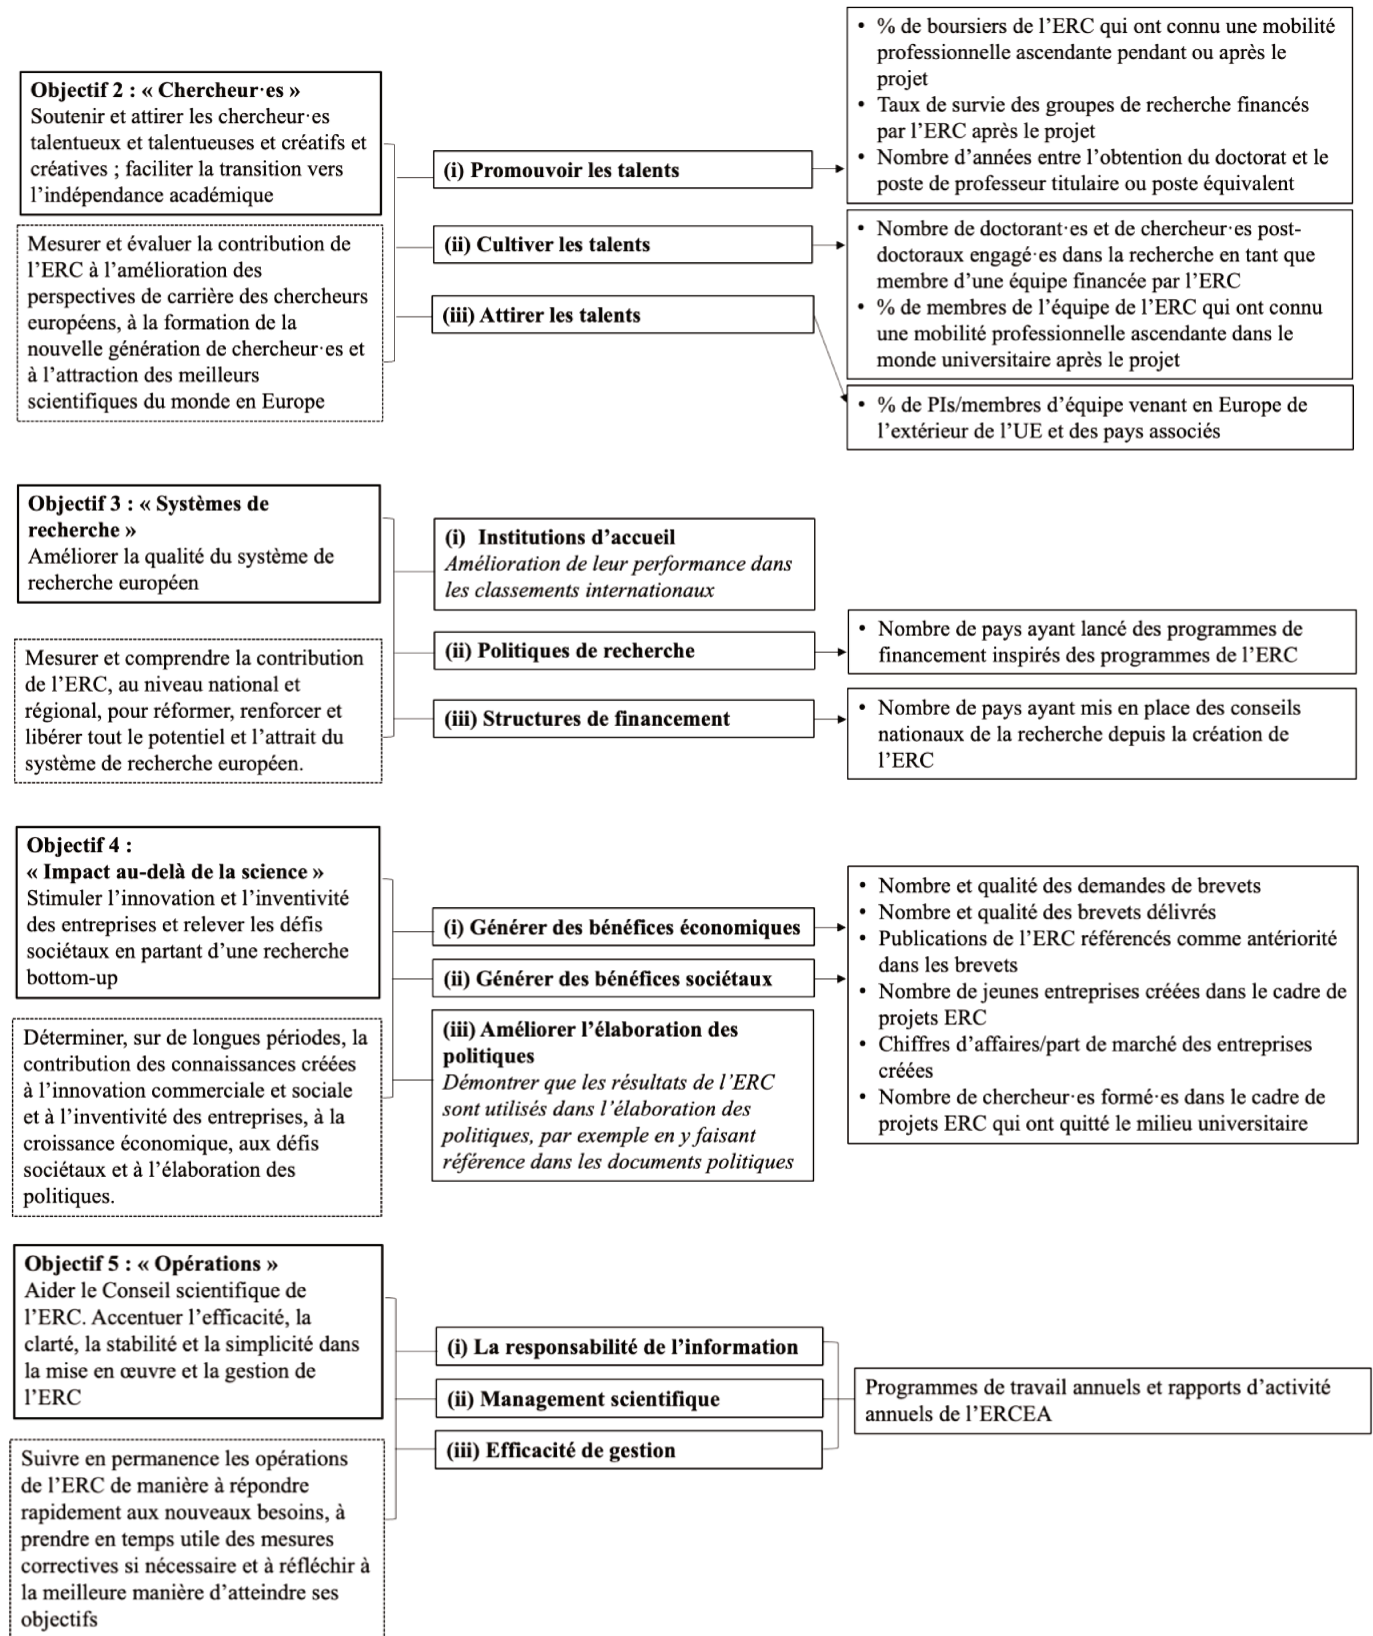 Objectif 2 : « Chercheur·es »
Soutenir et attirer les chercheur·es
talentueux et talentueuses et créatifs et
créatives ; faciliter la transition vers
l’indépendance académique
Mesurer et évaluer la contribution de
l’ERC à l’amélioration des
perspectives de carrière des chercheurs
européens, à la formation de la
nouvelle génération de chercheur·es et
à l’attraction des meilleurs
scientifiques du monde en Europe
(i) Promouvoir les talents
(ii) Cultiver les talents
(iii) Attirer les talents
• % de boursiers de l’ERC qui ont connu une mobilité
professionnelle ascendante pendant ou après le
projet
• Taux de survie des groupes de recherche financés
par l’ERC après le projet
• Nombre d’années entre l’obtention du doctorat et le
poste de professeur titulaire ou poste équivalent
• Nombre de doctorant·es et de chercheur·es post-
doctoraux engagé·es dans la recherche en tant que
membre d’une équipe financée par l’ERC
• % de membres de l’équipe de l’ERC qui ont connu
une mobilité professionnelle ascendante dans le
monde universitaire après le projet
• % de PIs/membres d’équipe venant en Europe de
l’extérieur de l’UE et des pays associés
Objectif 3 : « Systèmes de
recherche »
Améliorer la qualité du système de
recherche européen
Mesurer et comprendre la contribution
de l’ERC, au niveau national et
régional, pour réformer, renforcer et
libérer tout le potentiel et l’attrait du
système de recherche européen.
(i) Institutions d’accueil
Amélioration de leur performance dans
les classements internationaux
(ii) Politiques de recherche
(iii) Structures de financement
• Nombre de pays ayant lancé des programmes de
financement inspirés des programmes de l’ERC
• Nombre de pays ayant mis en place des conseils
nationaux de la recherche depuis la création de
l’ERC
Objectif 4 :
« Impact au-delà de la science »
Stimuler l’innovation et l’inventivité
des entreprises et relever les défis
sociétaux en partant d’une recherche
bottom-up
Déterminer, sur de longues périodes, la
contribution des connaissances créées
à l’innovation commerciale et sociale
et à l’inventivité des entreprises, à la
croissance économique, aux défis
sociétaux et à l’élaboration des
politiques.
(i) Générer des bénéfices économiques
(ii) Générer des bénéfices sociétaux
(iii) Améliorer l’élaboration des
politiques
Démontrer que les résultats de l’ERC
sont utilisés dans l’élaboration des
politiques, par exemple en y faisant
référence dans les documents politiques
• Nombre et qualité des demandes de brevets
• Nombre et qualité des brevets délivrés
• Publications de l’ERC référencés comme antériorité
dans les brevets
• Nombre de jeunes entreprises créées dans le cadre de
projets ERC
• Chiffres d’affaires/part de marché des entreprises
créées
• Nombre de chercheur·es formé·es dans le cadre de
projets ERC qui ont quitté le milieu universitaire
Objectif 5 : « Opérations »
Aider le Conseil scientifique de
l’ERC. Accentuer l’efficacité, la
clarté, la stabilité et la simplicité dans
la mise en œuvre et la gestion de
l’ERC
Suivre en permanence les opérations
de l’ERC de manière à répondre
rapidement aux nouveaux besoins, à
prendre en temps utile des mesures
correctives si nécessaire et à réfléchir à
la meilleure manière d’atteindre ses
objectifs
(i) La responsabilité de l’information
(ii) Management scientifique
(iii) Efficacité de gestion
Programmes de travail annuels et rapports d’activité
annuels de l’ERCEA